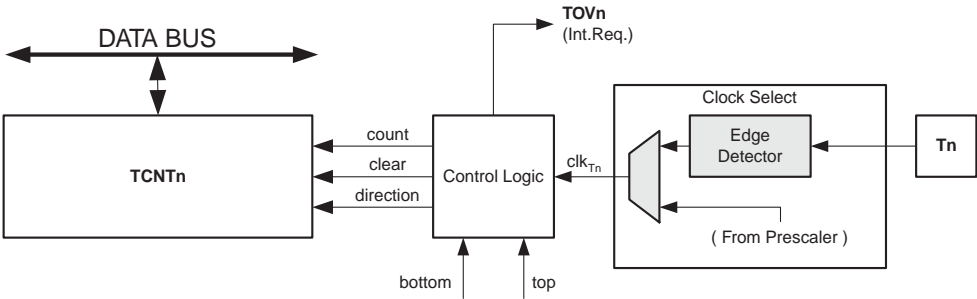 TOVn
(Int.Req.)
DATA BUS
Clock Select
count
Edge
Detector
Tn
TCNTn
clear
Control Logic
clkTn
direction
( From Prescaler )
bottom
top